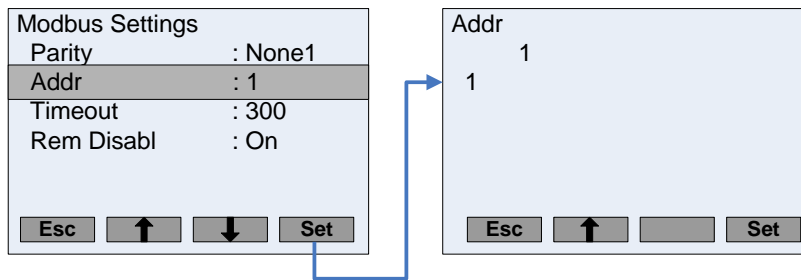 Modbus Settings
Parity : None1
Addr : 1
Timeout : 300
Rem Disabl : On
Esc ↑ ↓ Set
Addr
1
1
Esc ↑ Set